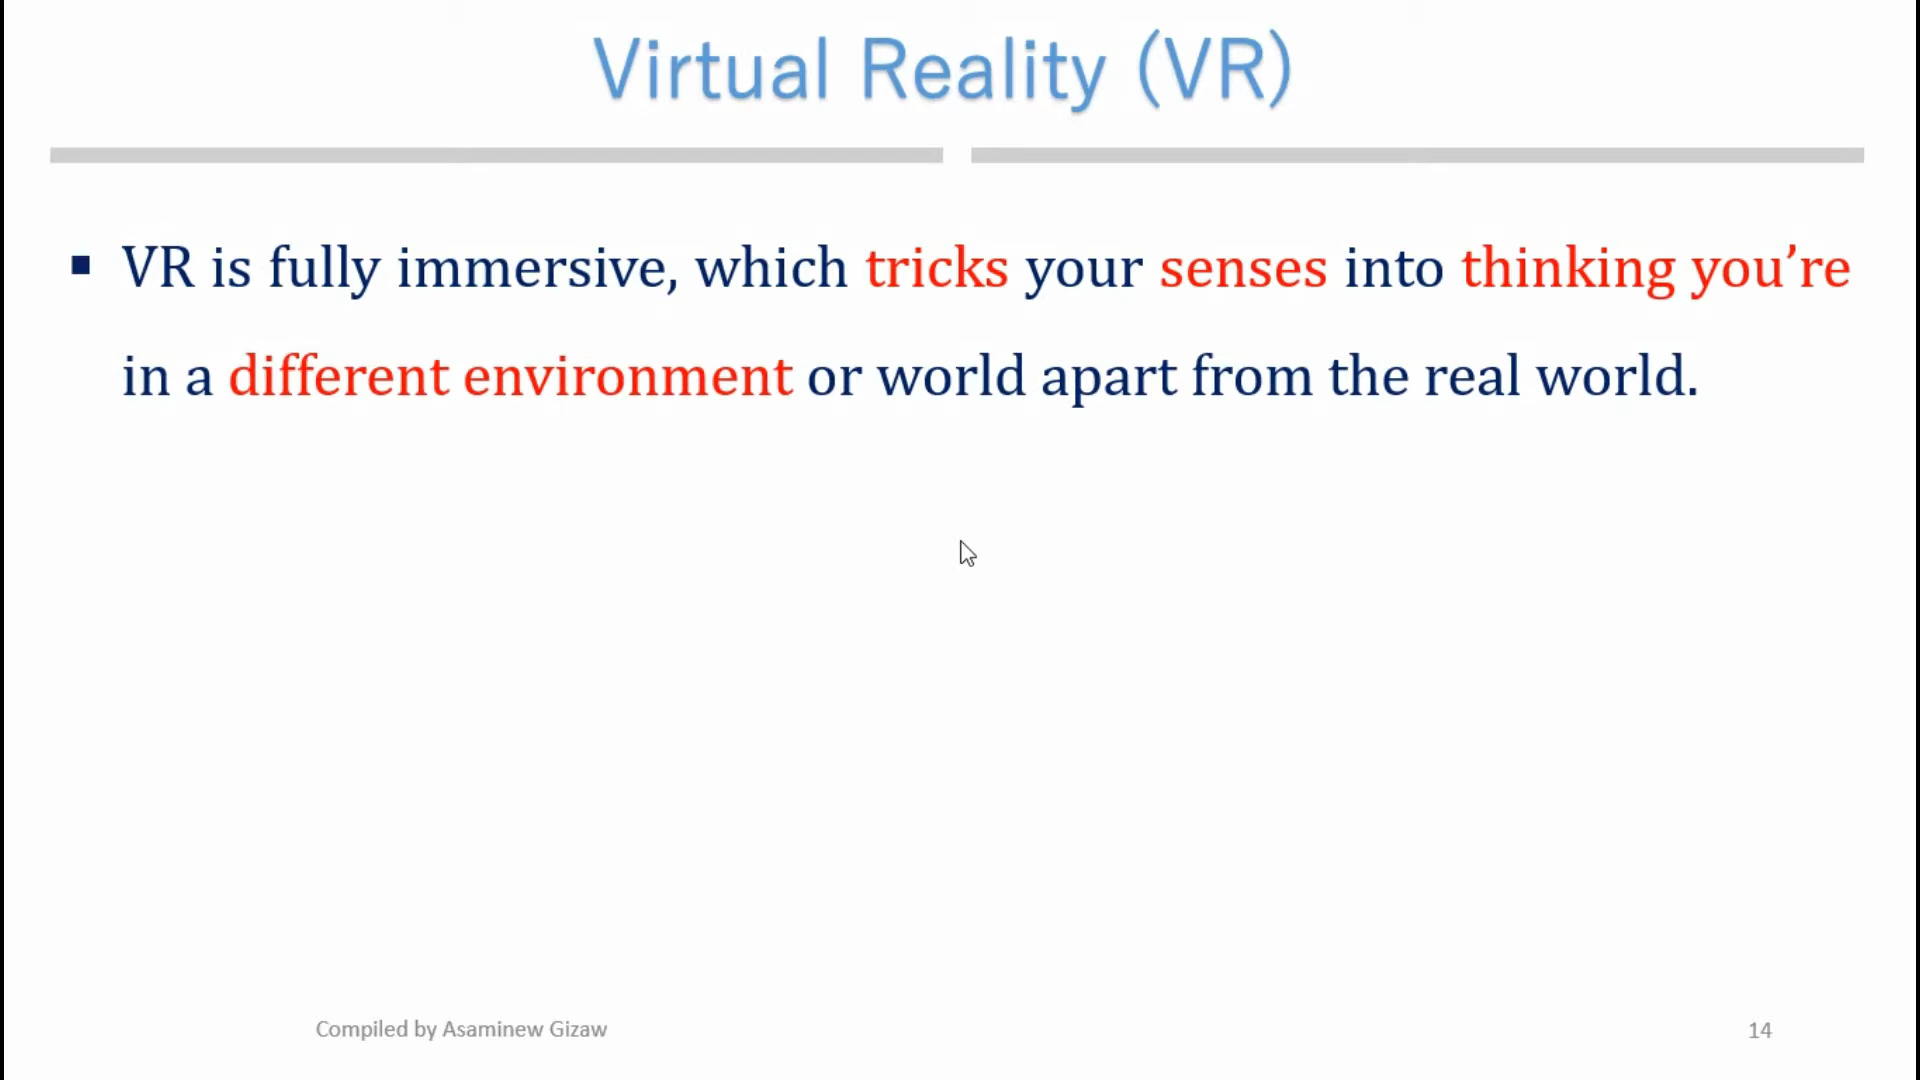 Virtual Reality (VR)
▪ VR is fully immersive, which tricks your senses into thinking you’re
in a different environment or world apart from the real world.
Compiled by Asaminew Gizaw
14